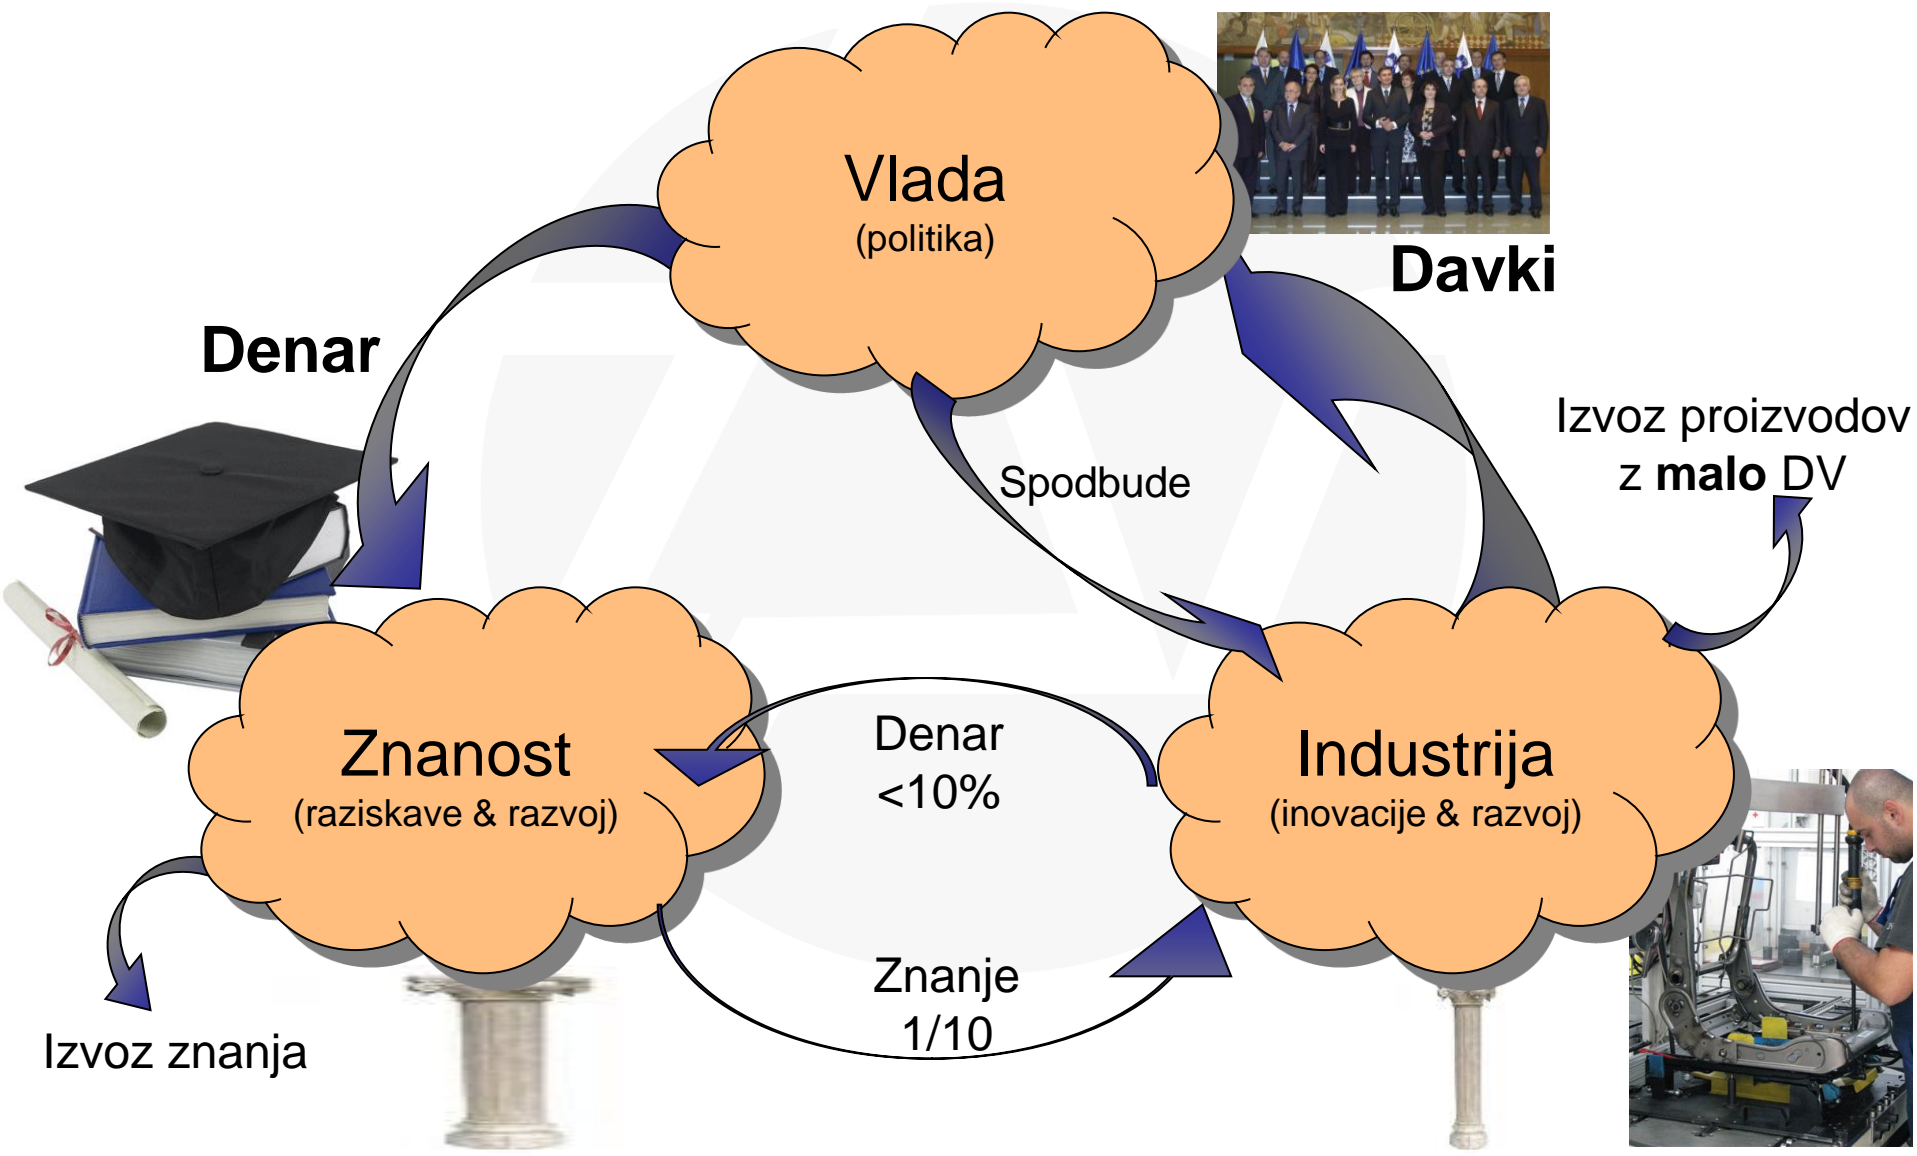 Vlada
(politika)
Davki
Denar
Izvoz proizvodov
z malo DV
Spodbude
Znanost
(raziskave & razvoj)
Denar
<10%
Industrija
(inovacije & razvoj)
Znanje
1/10
Izvoz znanja